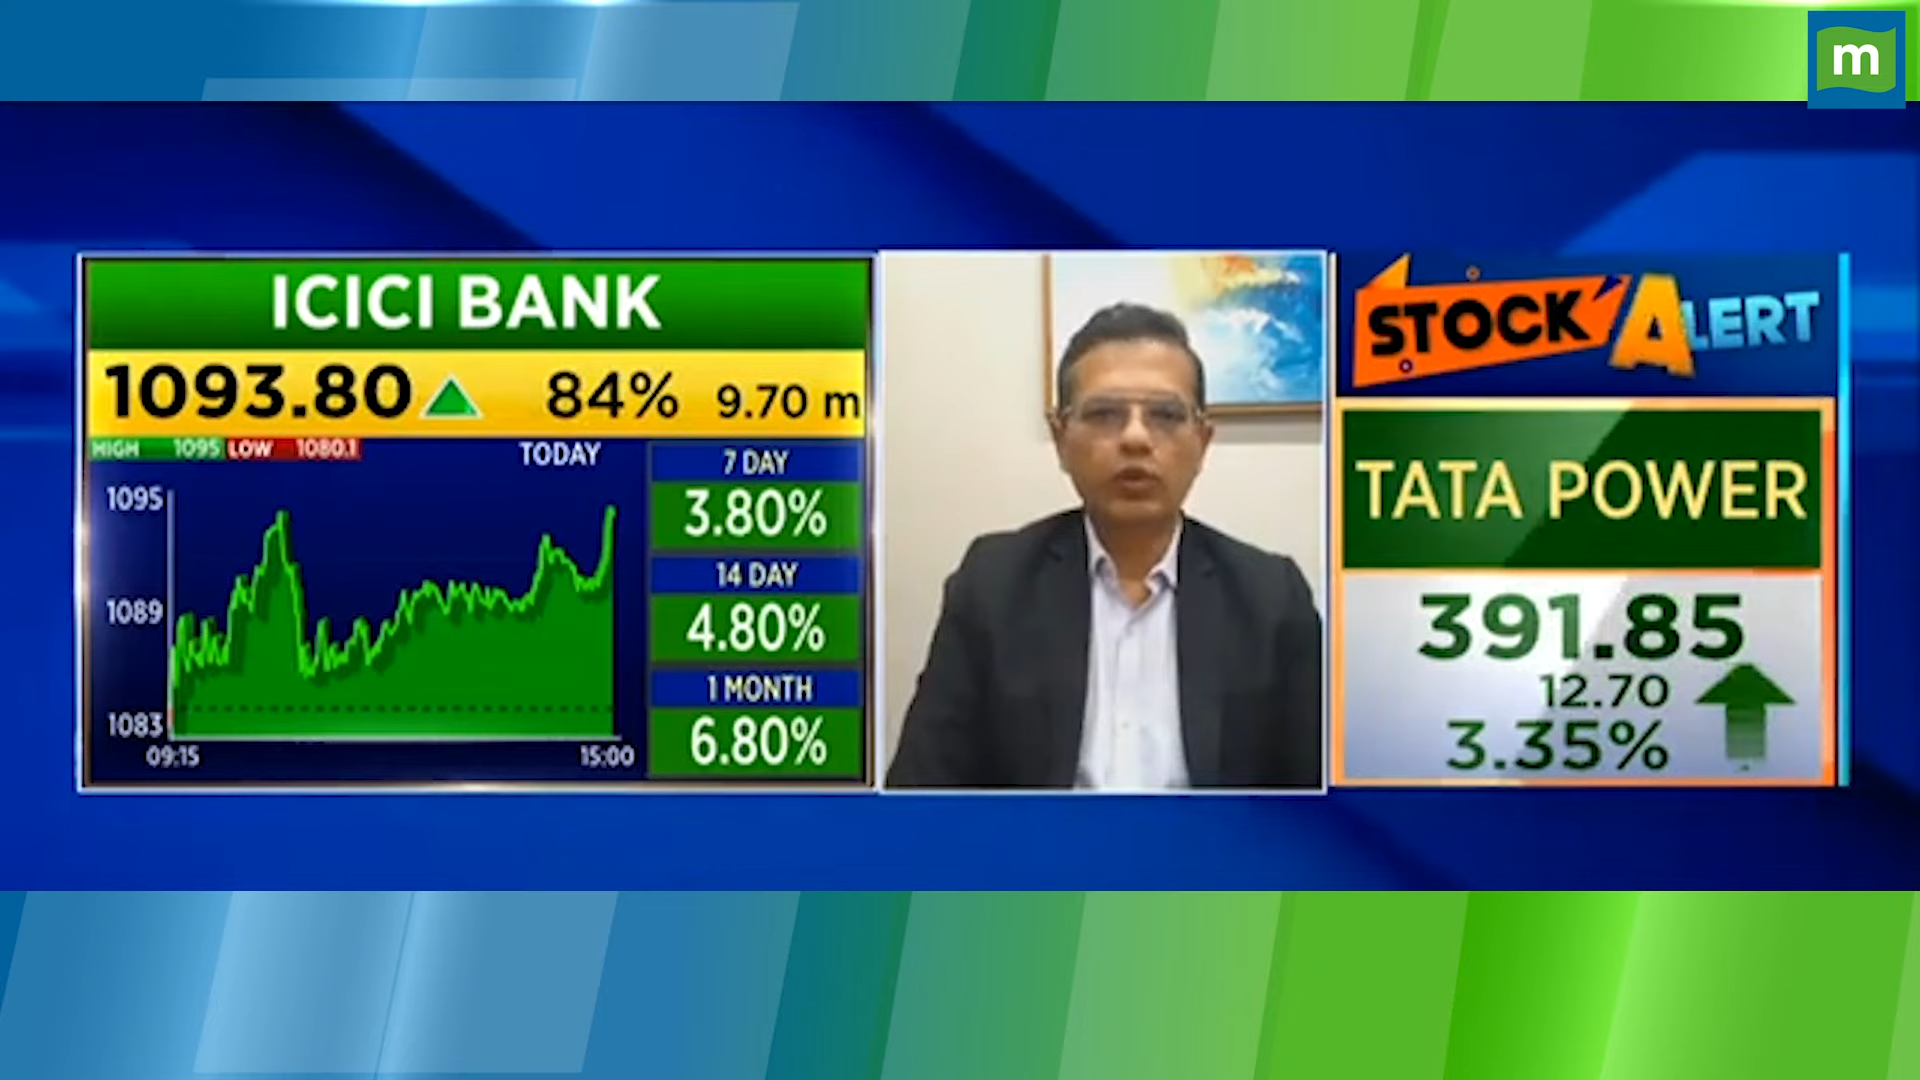 m
ICICI BANK
1093.80 84% 9.70 m
HIGH 1095 LOW 1080.1
TODAY
1095
1089
1083
09:15 15:00
7 DAY
3.80%
14 DAY
4.80%
1 MONTH
6.80%
STOCK ALERT
TATA POWER
391.85
12.70
3.35%